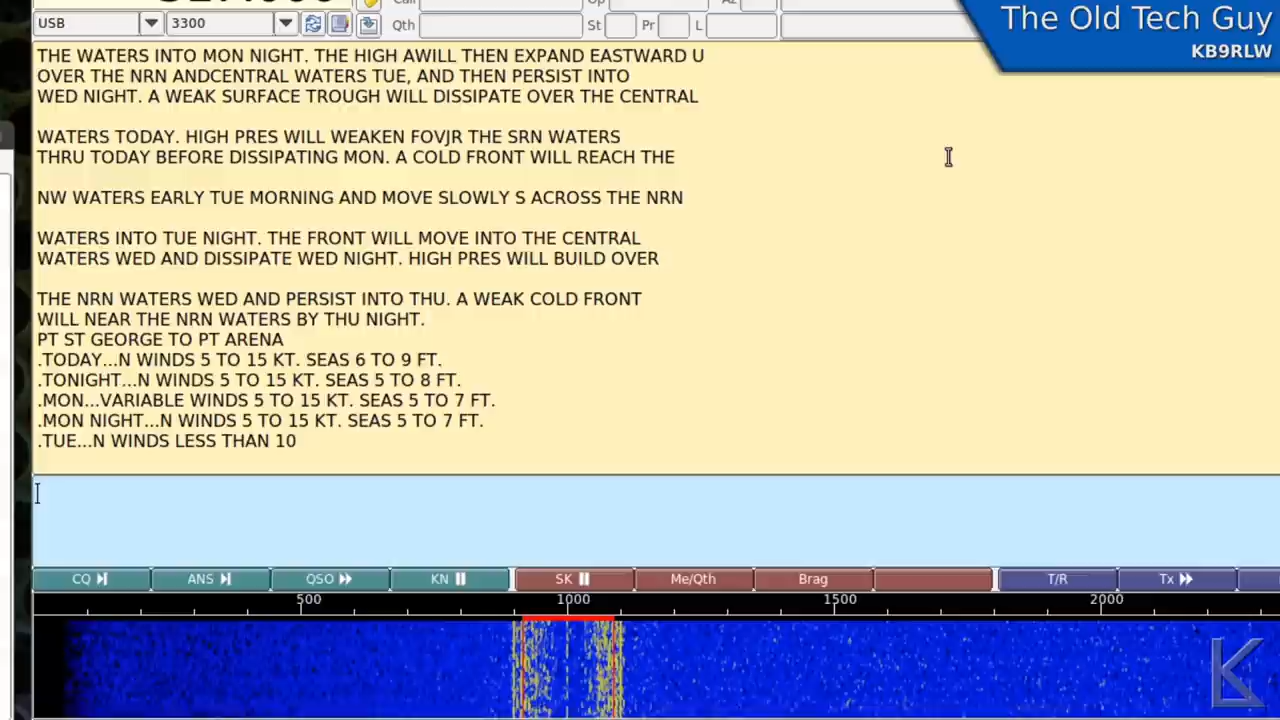 The Old Tech Guy
KB9RLW
USB
3300
Qth
St
Pr
L
THE WATERS INTO MON NIGHT. THE HIGH AWILL THEN EXPAND EASTWARD U
OVER THE NRN ANDCENTRAL WATERS TUE, AND THEN PERSIST INTO
WED NIGHT. A WEAK SURFACE TROUGH WILL DISSIPATE OVER THE CENTRAL
WATERS TODAY. HIGH PRES WILL WEAKEN FOVJR THE SRN WATERS
THRU TODAY BEFORE DISSIPATING MON. A COLD FRONT WILL REACH THE
NW WATERS EARLY TUE MORNING AND MOVE SLOWLY S ACROSS THE NRN
WATERS INTO TUE NIGHT. THE FRONT WILL MOVE INTO THE CENTRAL
WATERS WED AND DISSIPATE WED NIGHT. HIGH PRES WILL BUILD OVER
THE NRN WATERS WED AND PERSIST INTO THU. A WEAK COLD FRONT
WILL NEAR THE NRN WATERS BY THU NIGHT.
PT ST GEORGE TO PT ARENA
.TODAY...N WINDS 5 TO 15 KT. SEAS 6 TO 9 FT.
.TONIGHT...N WINDS 5 TO 15 KT. SEAS 5 TO 8 FT.
.MON...VARIABLE WINDS 5 TO 15 KT. SEAS 5 TO 7 FT.
.MON NIGHT...N WINDS 5 TO 15 KT. SEAS 5 TO 7 FT.
.TUE...N WINDS LESS THAN 10
CQ ANS QSO KN SK Me/Qth Brag T/R Tx
500 1000 1500 2000
K